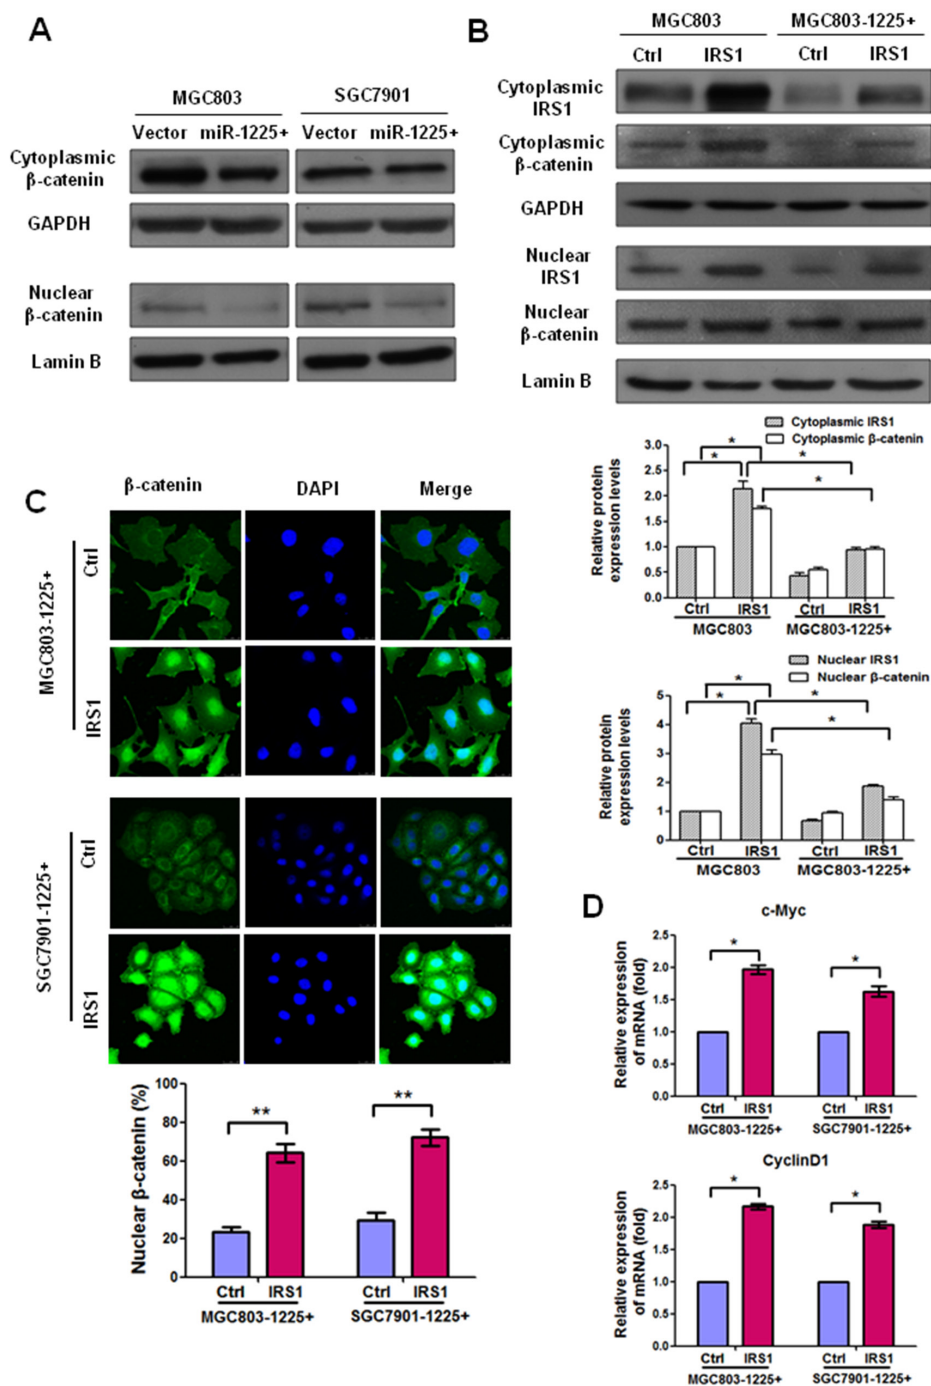 A
MGC803 SGC7901
Vector miR-1225+ Vector miR-1225+
Cytoplasmic
β-catenin
GAPDH
Nuclear
β-catenin
Lamin B
B
MGC803 MGC803-1225+
Ctrl IRS1 Ctrl IRS1
Cytoplasmic
IRS1
Cytoplasmic
β-catenin
GAPDH
Nuclear
IRS1
Nuclear
β-catenin
Lamin B
Cytoplasmic IRS1
Cytoplasmic β-catenin
Relative protein
expression levels
3.0
2.5
2.0
1.5
1.0
0.5
0.0
* * * *
Ctrl IRS1 Ctrl IRS1
MGC803 MGC803-1225+
Nuclear IRS1
Nuclear β-catenin
Relative protein
expression levels
5
4
3
2
1
0
* * * *
Ctrl IRS1 Ctrl IRS1
MGC803 MGC803-1225+
C
β-catenin DAPI Merge
MGC803-1225+
Ctrl
IRS1
SGC7901-1225+
Ctrl
IRS1
Nuclear β-catenin (%)
100
80
60
40
20
0
** **
Ctrl IRS1 Ctrl IRS1
MGC803-1225+ SGC7901-1225+
D
c-Myc
Relative expression
of mRNA (fold)
2.5
2.0
1.5
1.0
0.5
0.0
* *
Ctrl IRS1 Ctrl IRS1
MGC803-1225+ SGC7901-1225+
CyclinD1
Relative expression
of mRNA (fold)
2.5
2.0
1.5
1.0
0.5
0.0
* *
Ctrl IRS1 Ctrl IRS1
MGC803-1225+ SGC7901-1225+